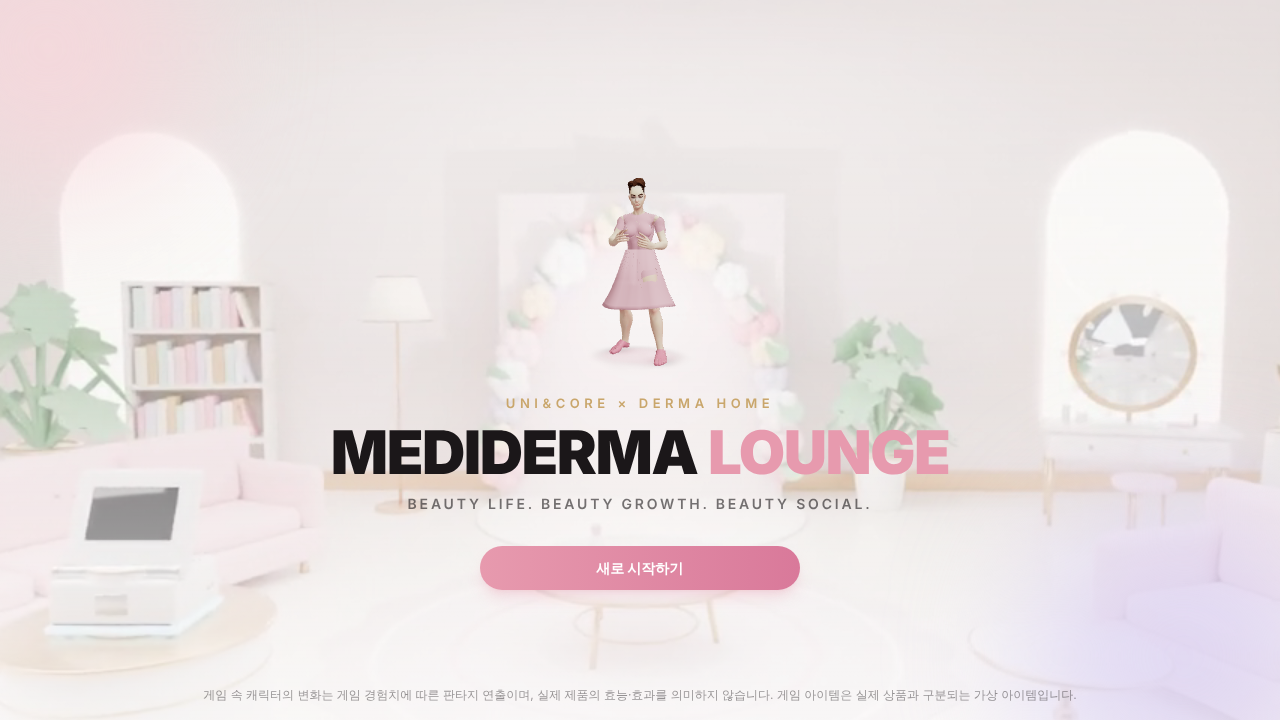 UNI&CORE × DERMA HOME
MEDIDERMA LOUNGE
BEAUTY LIFE. BEAUTY GROWTH. BEAUTY SOCIAL.
새로 시작하기
게임 속 캐릭터의 변화는 게임 경험치에 따른 판타지 연출이며, 실제 제품의 효능·효과를 의미하지 않습니다. 게임 아이템은 실제 상품과 구분되는 가상 아이템입니다.